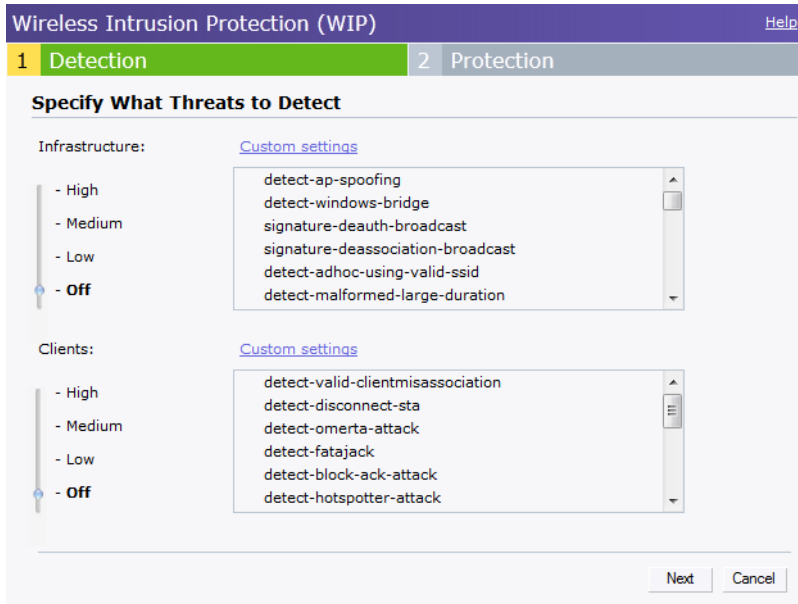 Wireless Intrusion Protection (WIP)
Help
1 Detection
2 Protection
Specify What Threats to Detect
Infrastructure:
Custom settings
- High
- Medium
- Low
- Off
detect-ap-spoofing
detect-windows-bridge
signature-deauth-broadcast
signature-deassociation-broadcast
detect-adhoc-using-valid-ssid
detect-malformed-large-duration
Clients:
Custom settings
- High
- Medium
- Low
- Off
detect-valid-clientmisassociation
detect-disconnect-sta
detect-omerta-attack
detect-fatajack
detect-block-ack-attack
detect-hotspotter-attack
Next
Cancel